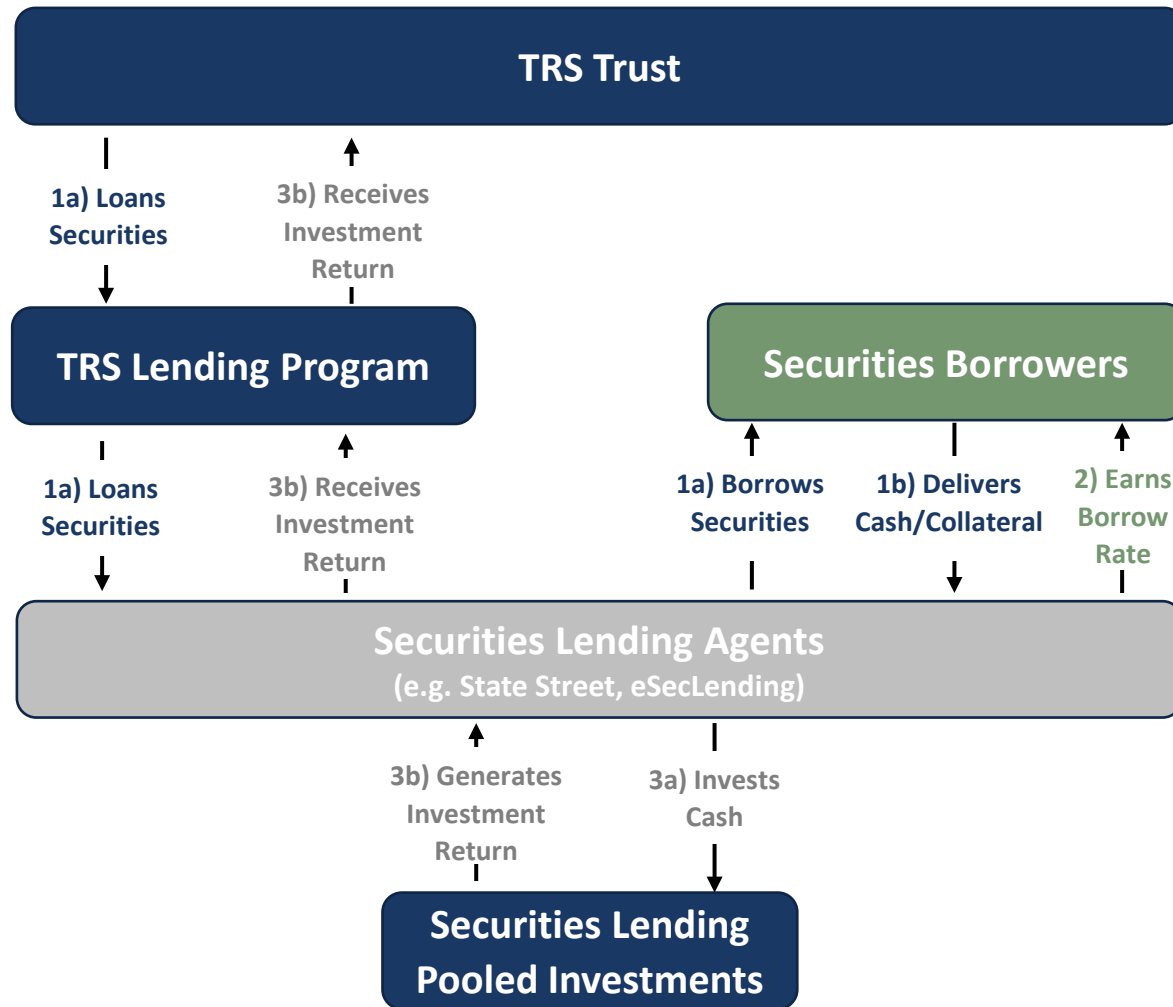 TRS Trust
1a) Loans
Securities
3b) Receives
Investment
Return
TRS Lending Program
Securities Borrowers
1a) Loans
Securities
3b) Receives
Investment
Return
1a) Borrows
Securities
1b) Delivers
Cash/Collateral
2) Earns
Borrow
Rate
Securities Lending Agents
(e.g. State Street, eSecLending)
3b) Generates
Investment
Return
3a) Invests
Cash
Securities Lending
Pooled Investments